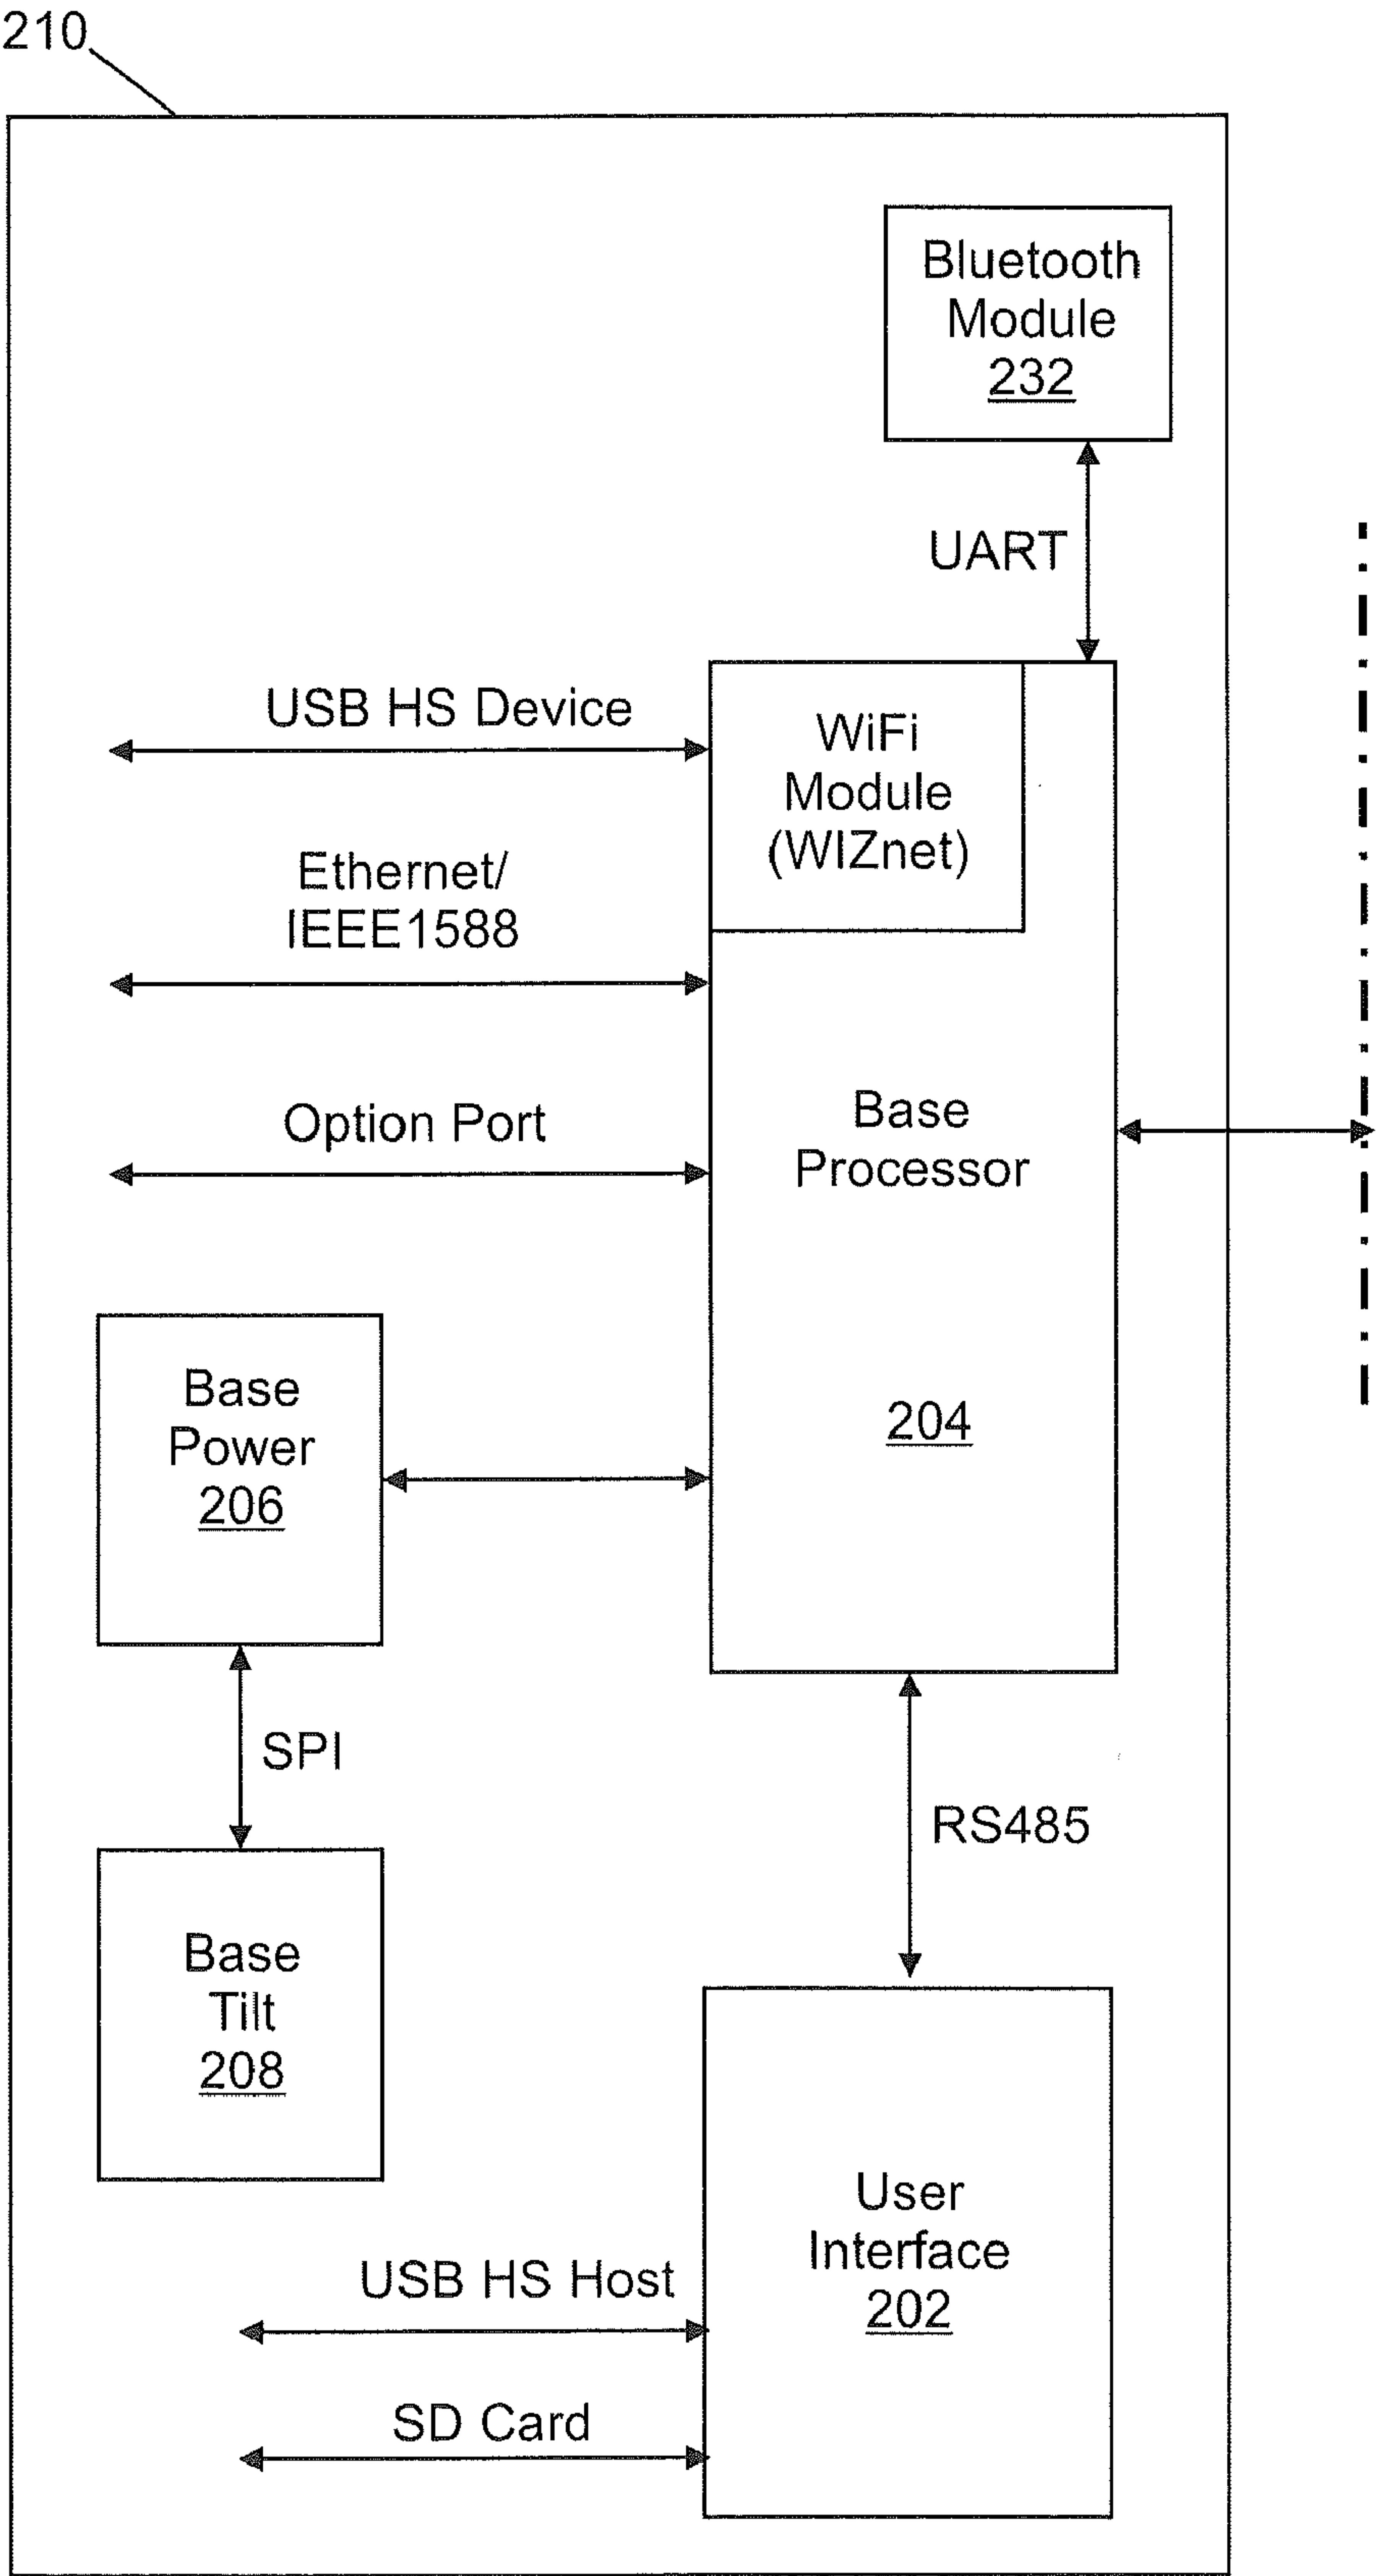 210
Bluetooth
Module
232
UART
USB HS Device
WiFi
Module
(WIZnet)
Ethernet/
IEEE1588
Option Port
Base
Processor
204
Base
Power
206
SPI
RS485
Base
Tilt
208
User
Interface
202
USB HS Host
SD Card